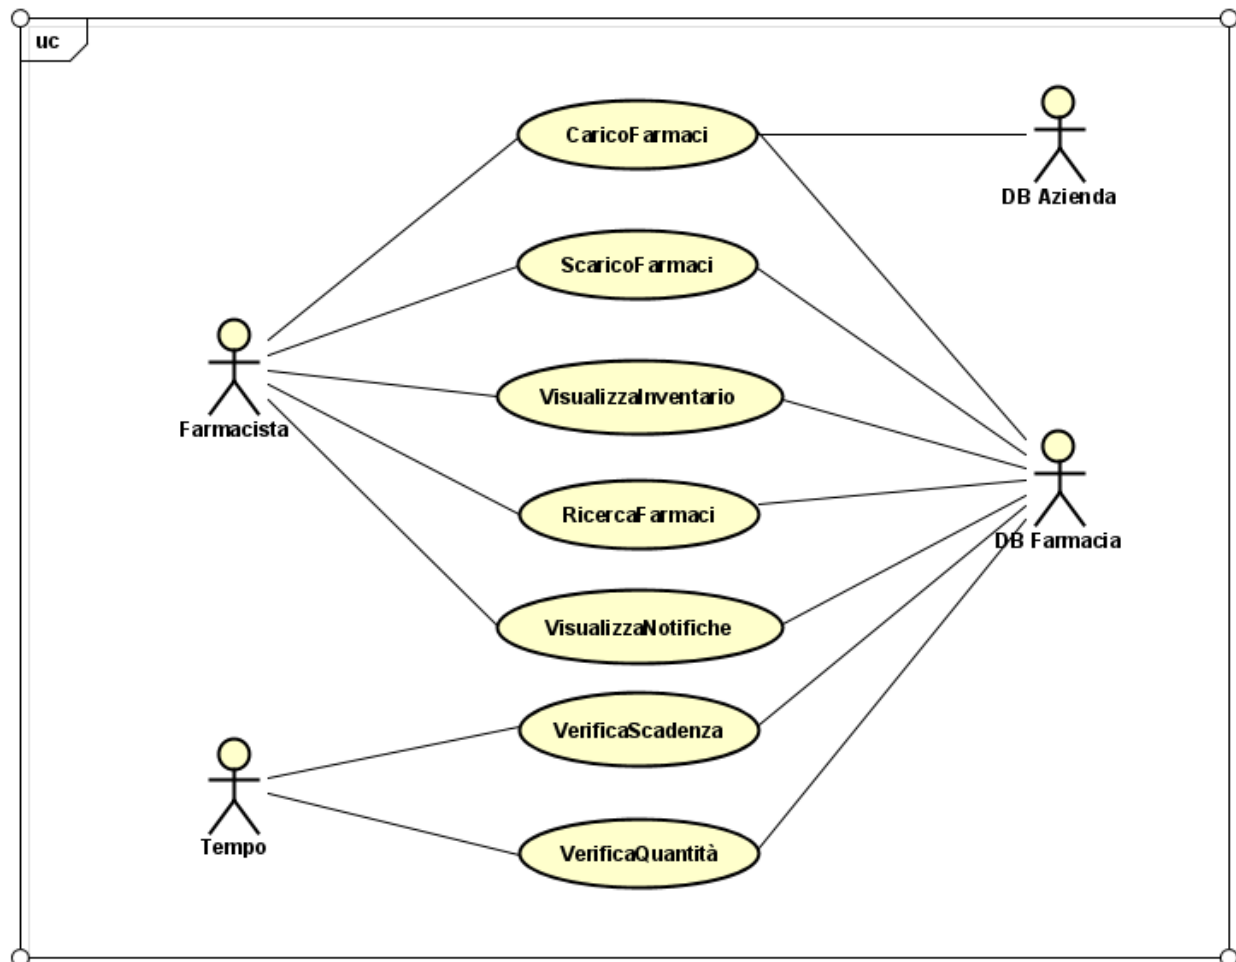 uc
CaricoFarmaci
DB Azienda
ScaricoFarmaci
Farmacista
VisualizzaInventario
RicercaFarmaci
DB Farmacia
VisualizzaNotifiche
VerificaScadenza
Tempo
VerificaQuantità